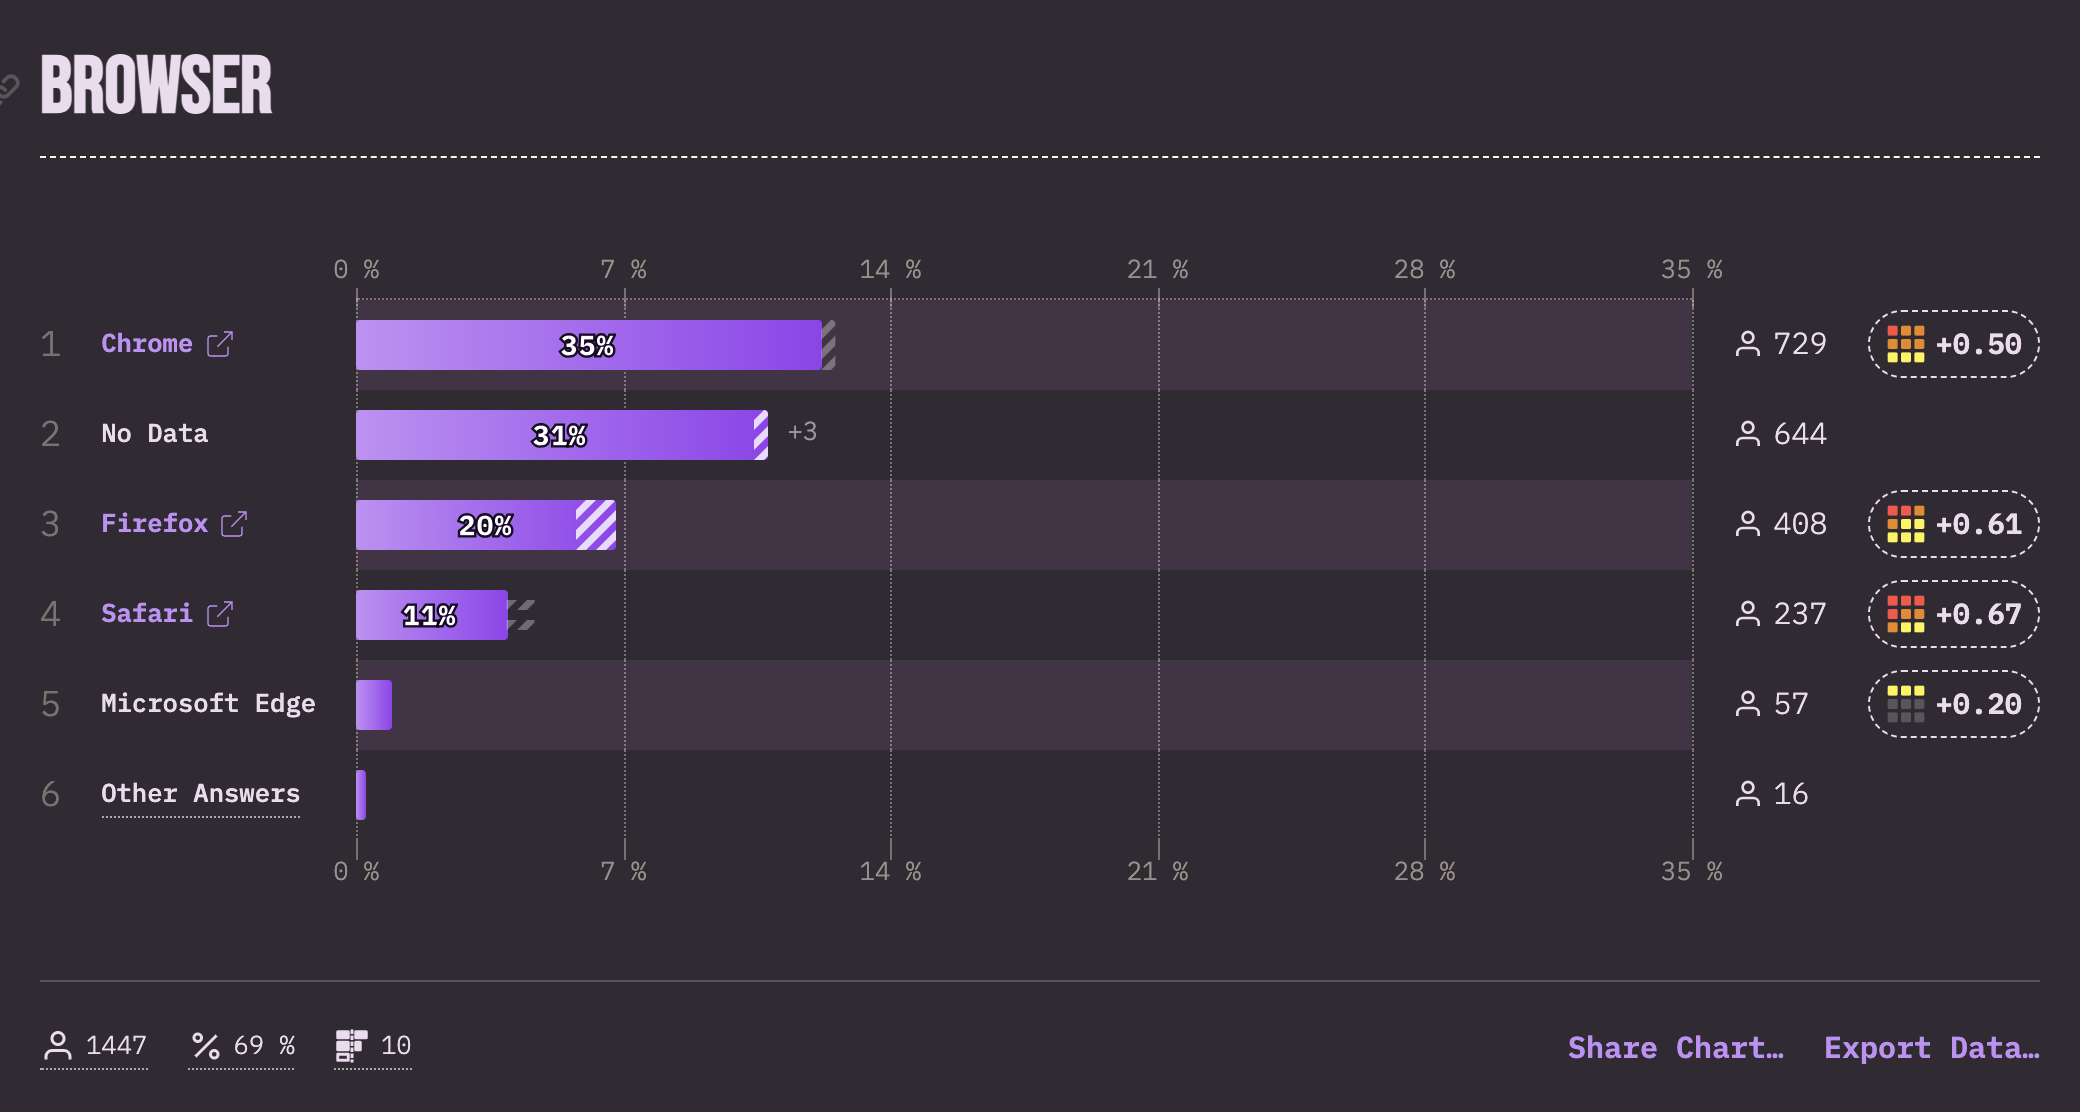 BROWSER
0 % 7 % 14 % 21 % 28 % 35 %
1 Chrome 35% 729 +0.50
2 No Data 31% +3 644
3 Firefox 20% 408 +0.61
4 Safari 11% 237 +0.67
5 Microsoft Edge 57 +0.20
6 Other Answers 16
0 % 7 % 14 % 21 % 28 % 35 %
1447 % 69 % 10 Share Chart… Export Data…